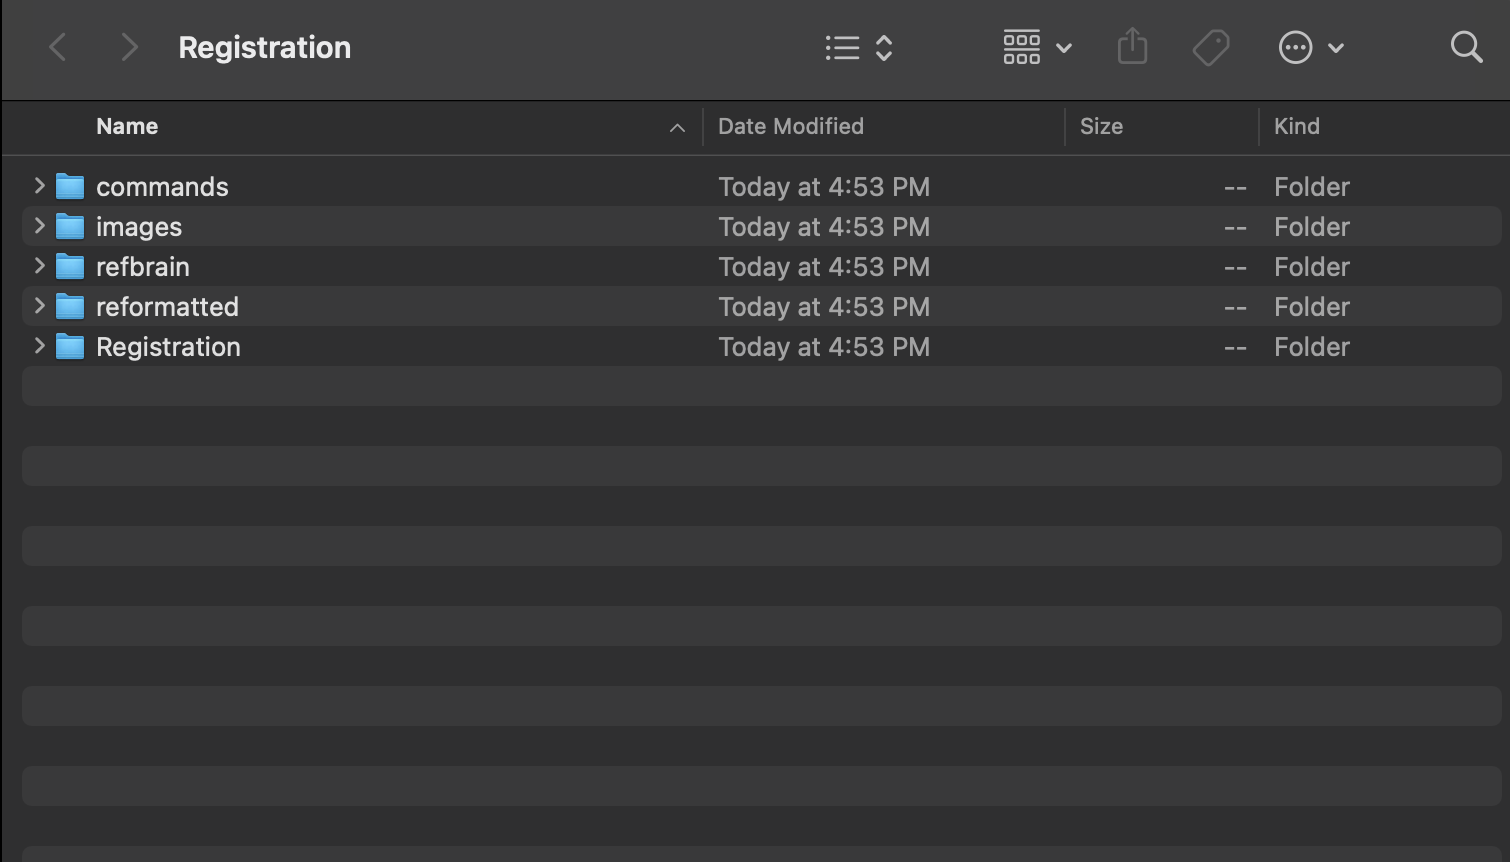 Registration
Name Date Modified Size Kind
commands Today at 4:53 PM -- Folder
images Today at 4:53 PM -- Folder
refbrain Today at 4:53 PM -- Folder
reformatted Today at 4:53 PM -- Folder
Registration Today at 4:53 PM -- Folder